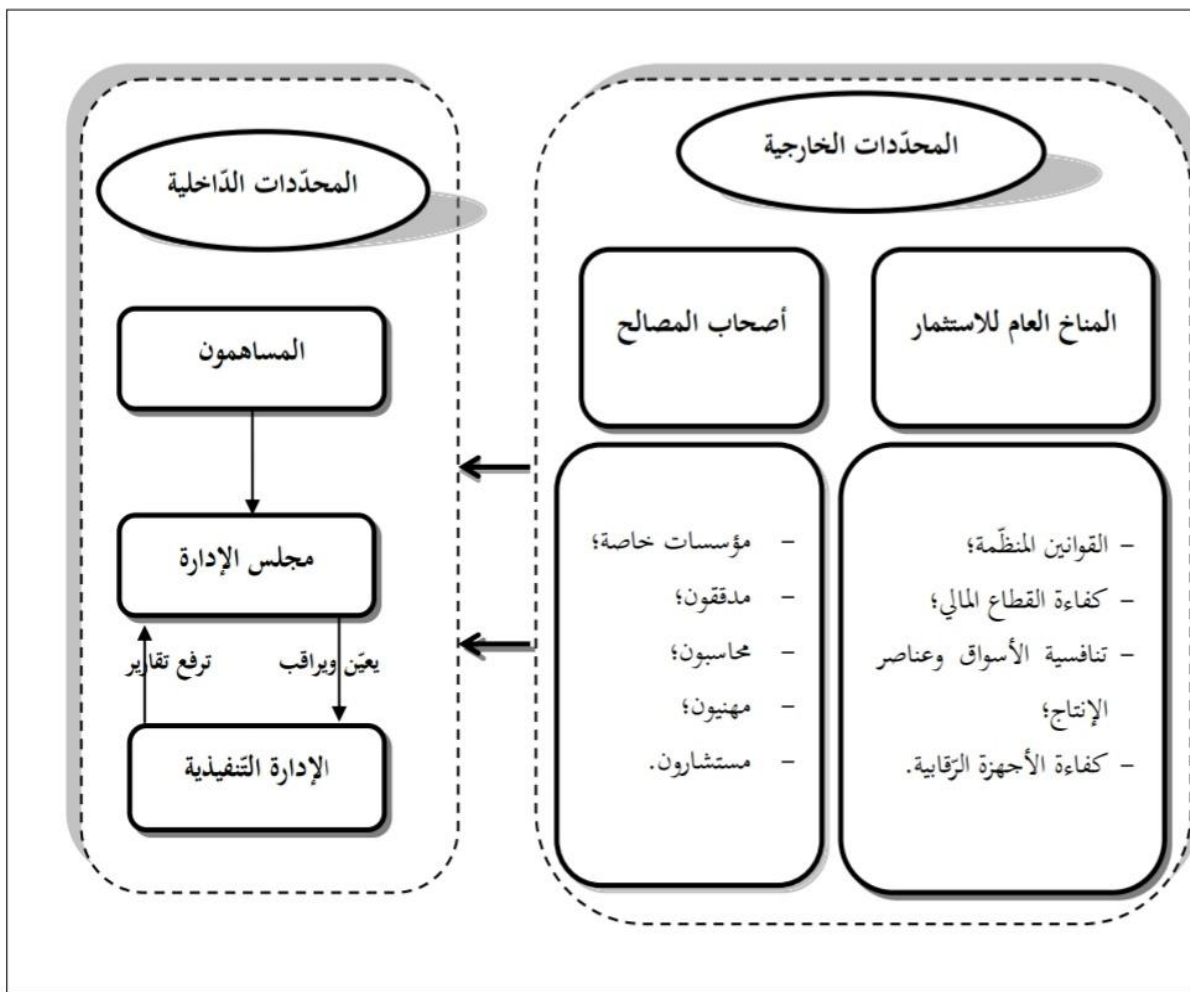 المحدّدات الخارجية
المناخ العام للاستثمار
– القوانين المنظّمة؛
– كفاءة القطاع المالي؛
– تنافسية الأسواق وعناصر
الإنتاج؛
– كفاءة الأجهزة الرّقابية.
أصحاب المصالح
– مؤسسات خاصة؛
– مدققون؛
– محاسبون؛
– مهنيون؛
– مستشارون.
المحدّدات الدّاخلية
المساهمون
مجلس الإدارة
يعيّن ويراقب
ترفع تقارير
الإدارة التّنفيذية